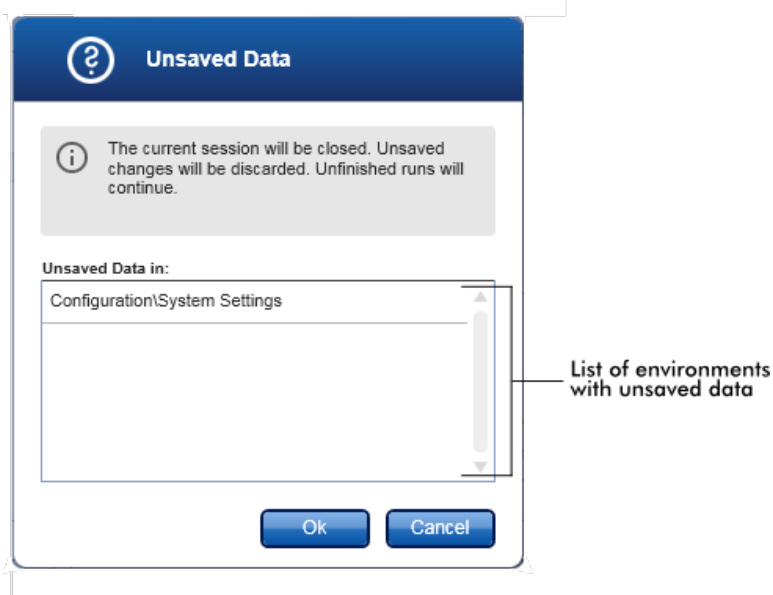 Unsaved Data
The current session will be closed. Unsaved
changes will be discarded. Unfinished runs will
continue.
Unsaved Data in:
Configuration\System Settings
List of environments
with unsaved data
Ok
Cancel